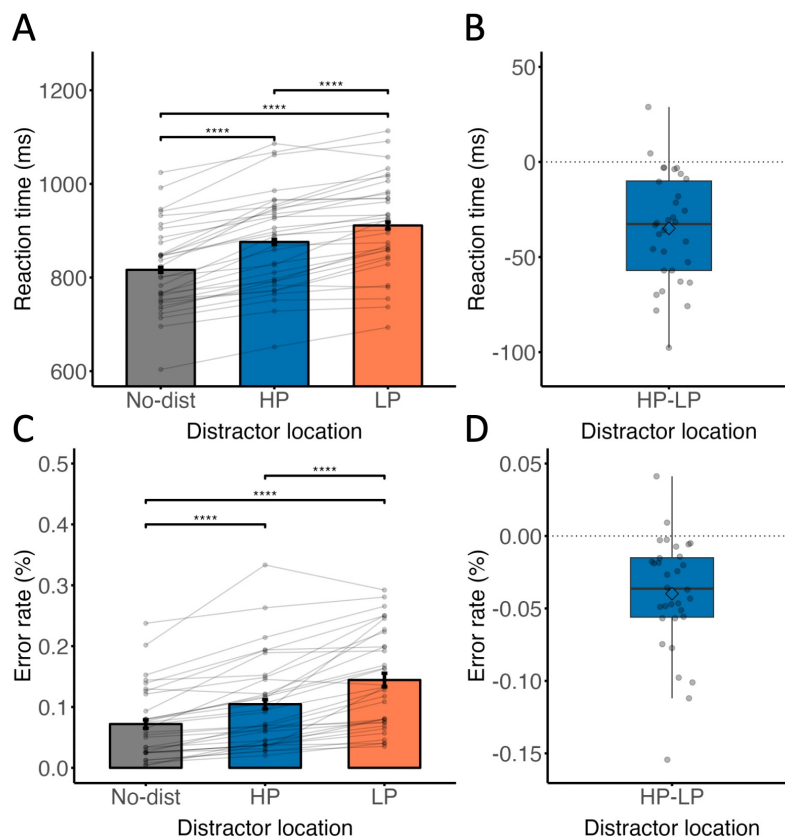 A
Reaction time (ms)
1200
1000
800
600
****
****
****
No-dist HP LP
Distractor location
B
Reaction time (ms)
50
0
-50
-100
HP-LP
Distractor location
C
Error rate (%)
0.5
0.4
0.3
0.2
0.1
0.0
****
****
****
No-dist HP LP
Distractor location
D
Error rate (%)
0.05
0.00
-0.05
-0.10
-0.15
HP-LP
Distractor location